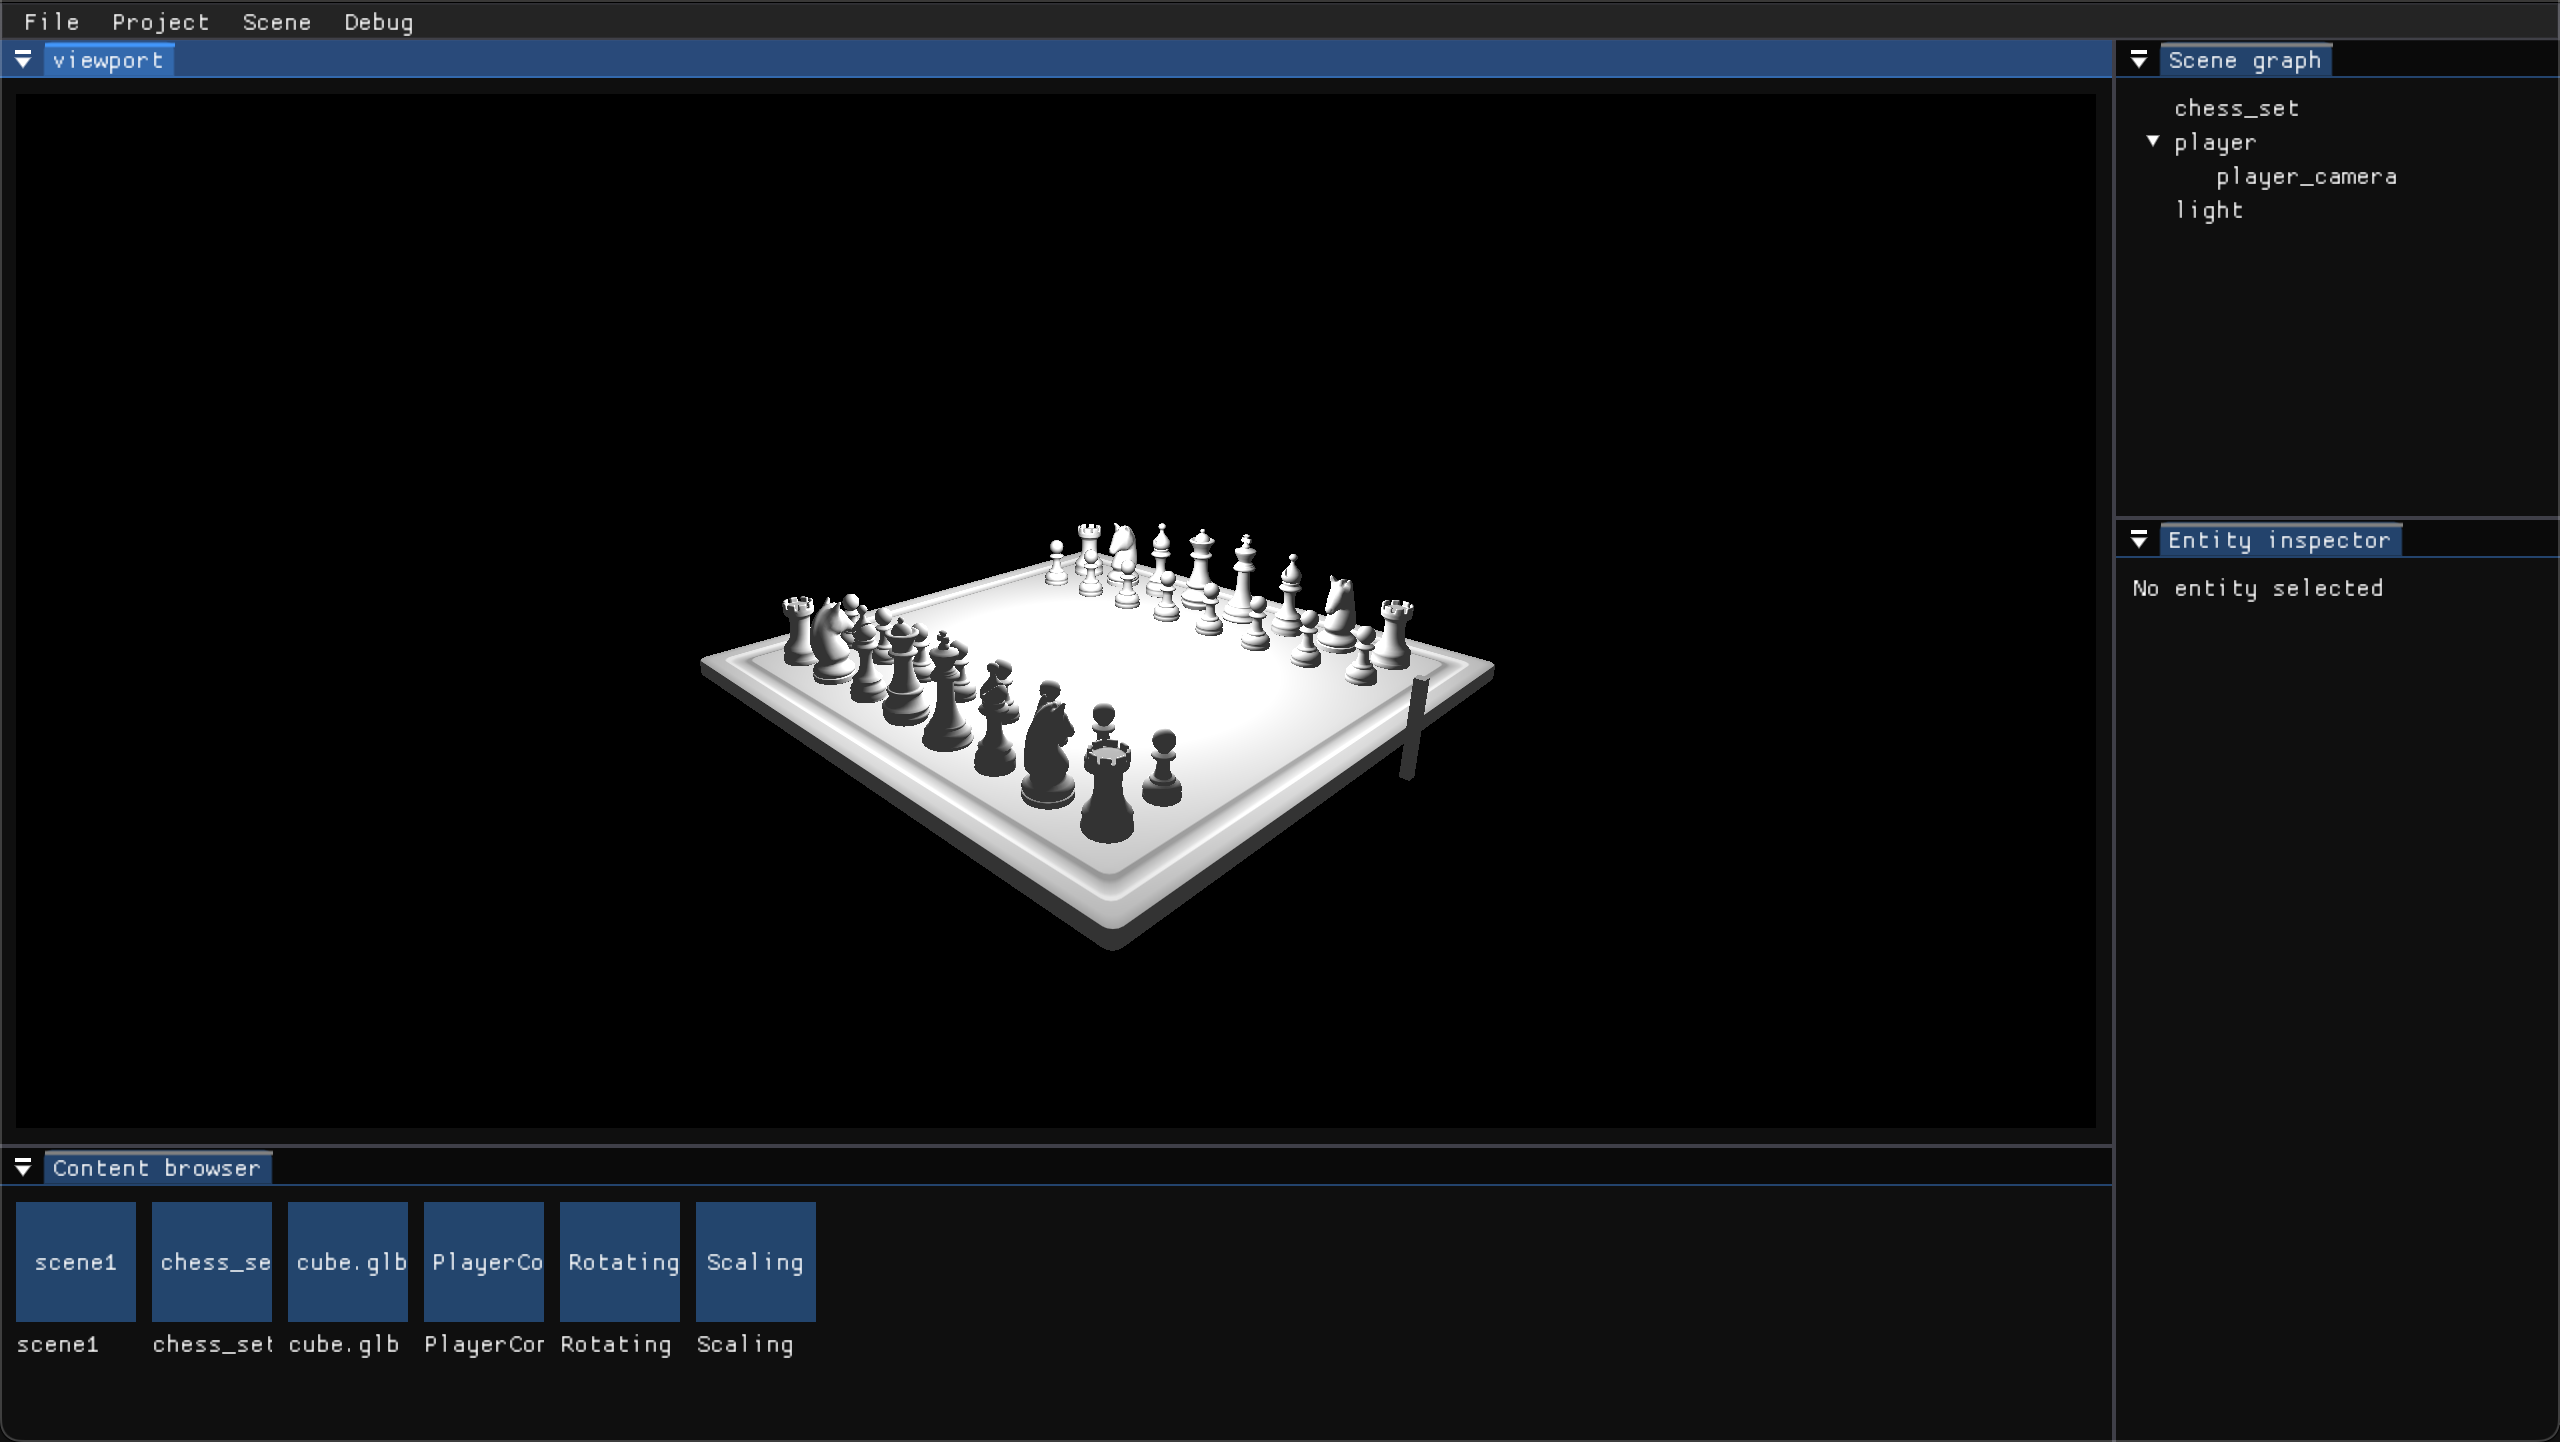 File Project Scene Debug
viewport
Scene graph
chess_set
player
player_camera
light
Entity inspector
No entity selected
Content browser
scene1 chess_se cube.glb PlayerCo Rotating Scaling
scene1 chess_set cube.glb PlayerCor Rotating Scaling